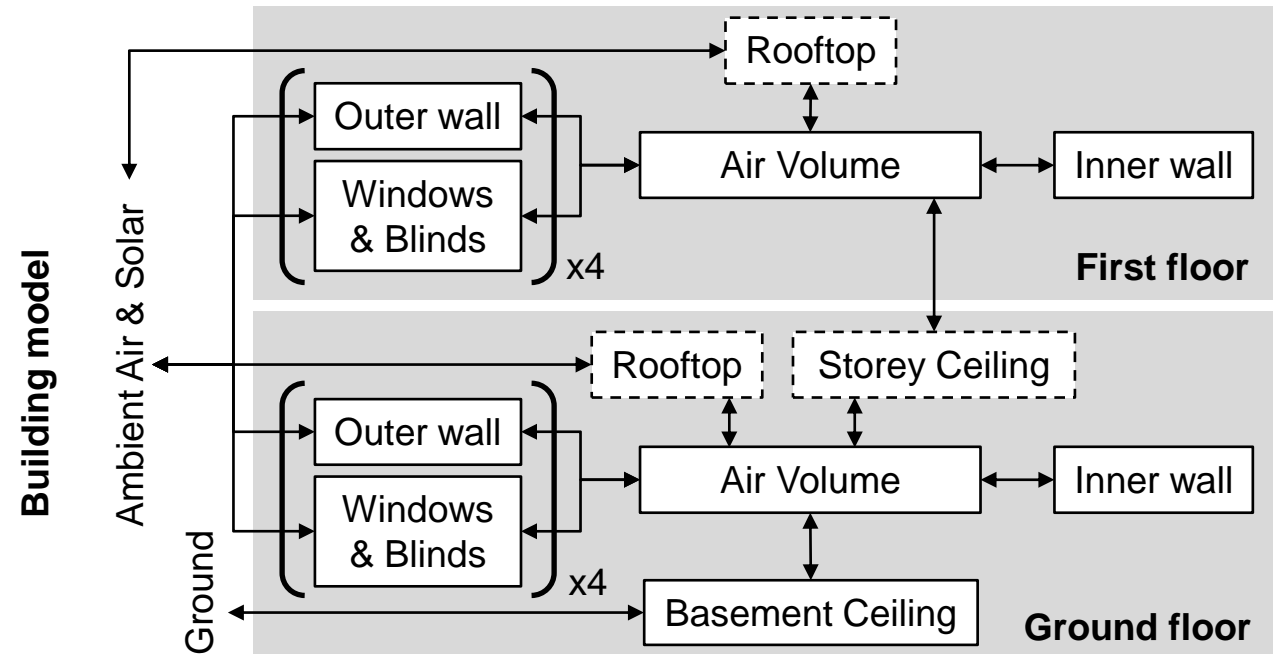 Building model
Ambient Air & Solar
Ground
Rooftop
Outer wall
Windows
& Blinds
x4
Air Volume
Inner wall
First floor
Rooftop
Storey Ceiling
Outer wall
Windows
& Blinds
x4
Air Volume
Inner wall
Basement Ceiling
Ground floor